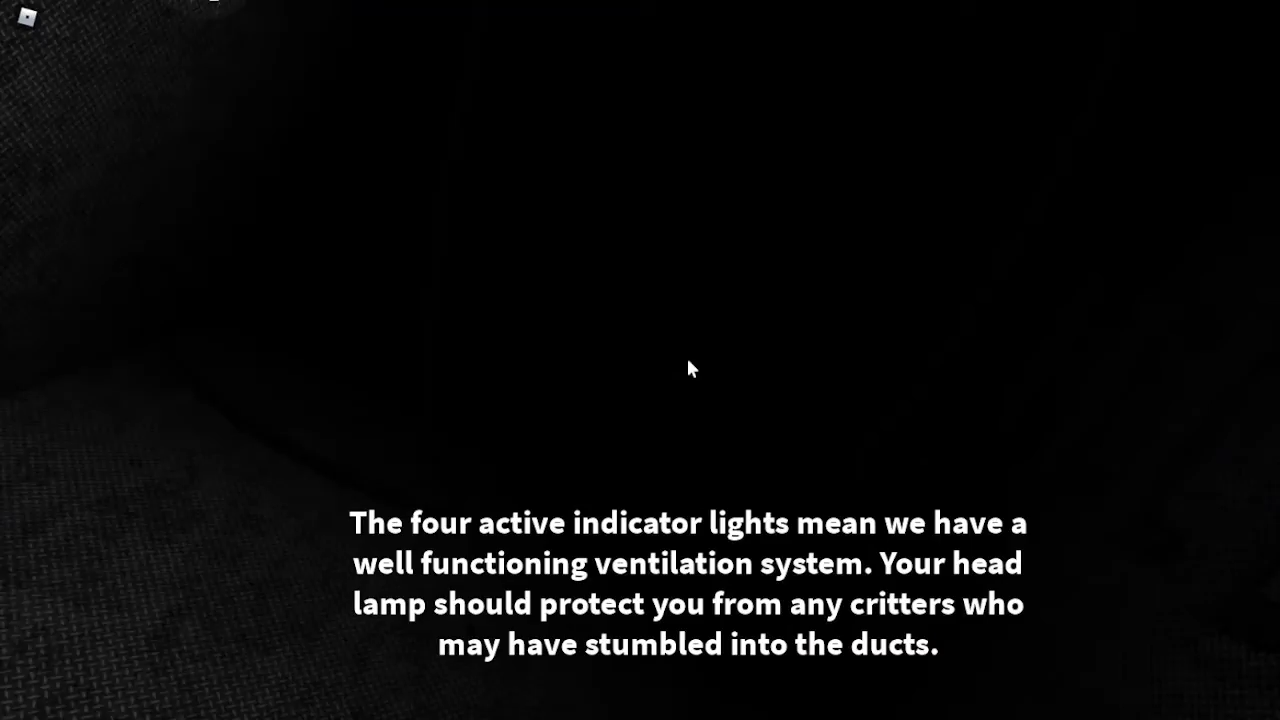 The four active indicator lights mean we have a
well functioning ventilation system. Your head
lamp should protect you from any critters who
may have stumbled into the ducts.